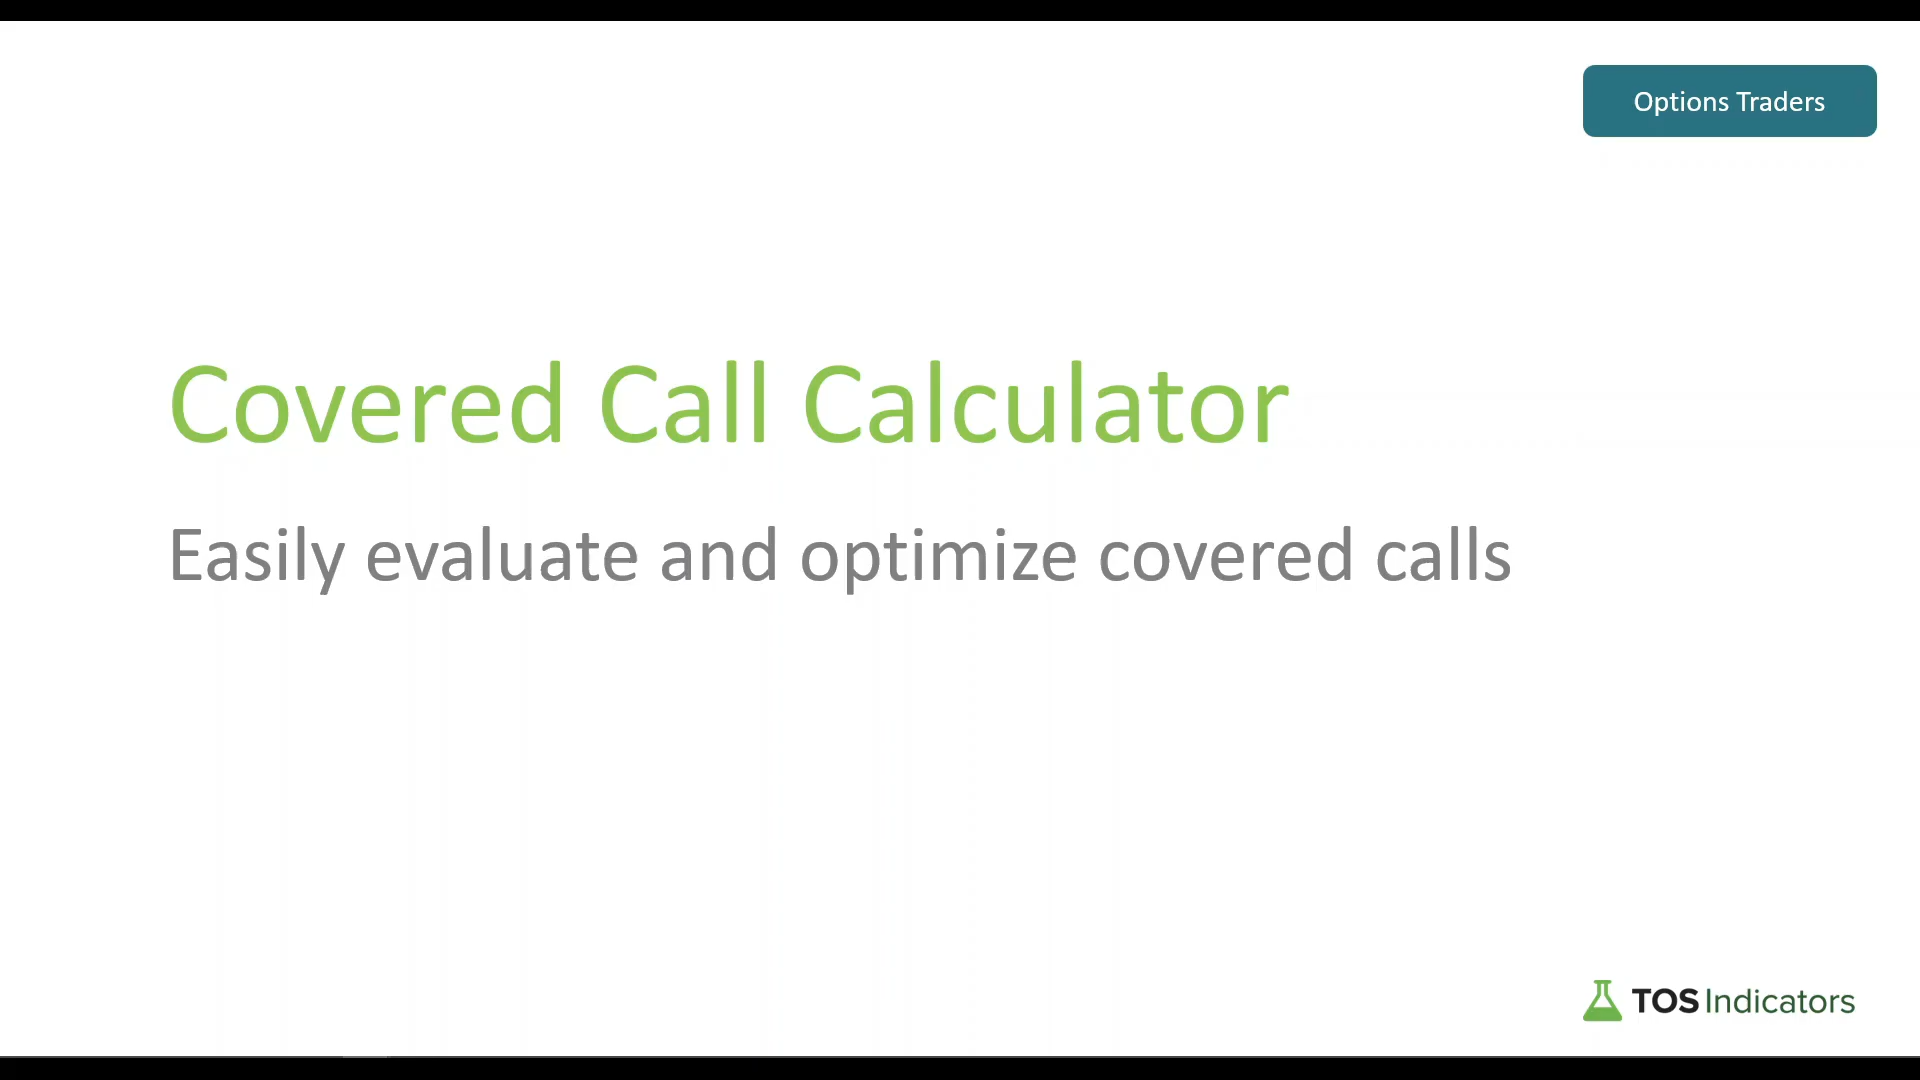 Options Traders
Covered Call Calculator
Easily evaluate and optimize covered calls
TOS Indicators